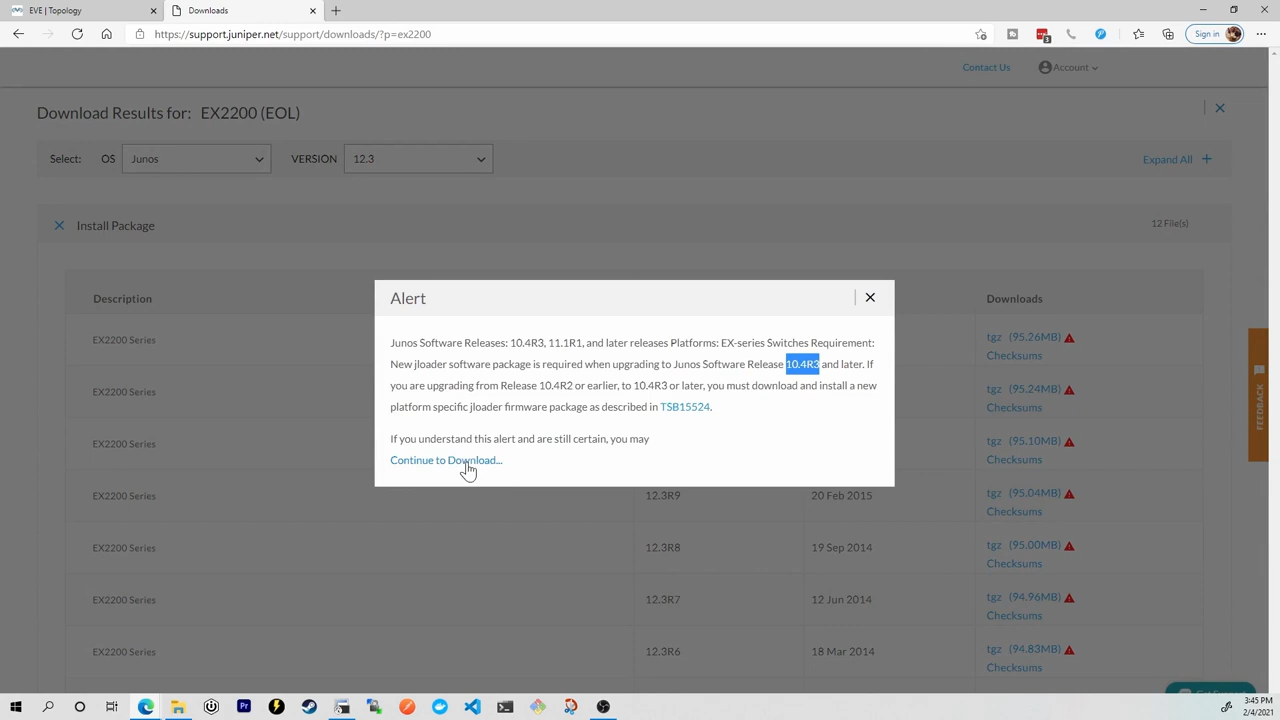 EVE | Topology
Downloads
https://support.juniper.net/support/downloads/?p=ex2200
3
Sign in
Contact Us
Account
Download Results for: EX2200 (EOL)
Select: OS Junos VERSION 12.3
Expand All +
Install Package
12 File(s)
Description
Downloads
EX2200 Series
tgz (95.26MB)
Checksums
EX2200 Series
tgz (95.24MB)
Checksums
EX2200 Series
tgz (95.10MB)
Checksums
EX2200 Series 12.3R9 20 Feb 2015 tgz (95.04MB)
Checksums
EX2200 Series 12.3R8 19 Sep 2014 tgz (95.00MB)
Checksums
EX2200 Series 12.3R7 12 Jun 2014 tgz (94.96MB)
Checksums
EX2200 Series 12.3R6 18 Mar 2014 tgz (94.83MB)
Checksums
Alert
Junos Software Releases: 10.4R3, 11.1R1, and later releases Platforms: EX-series Switches Requirement:
New jloader software package is required when upgrading to Junos Software Release 10.4R3 and later. If
you are upgrading from Release 10.4R2 or earlier, to 10.4R3 or later, you must download and install a new
platform specific jloader firmware package as described in TSB15524.
If you understand this alert and are still certain, you may
Continue to Download...
FEEDBACK
Pr
3:45 PM
2/4/2021